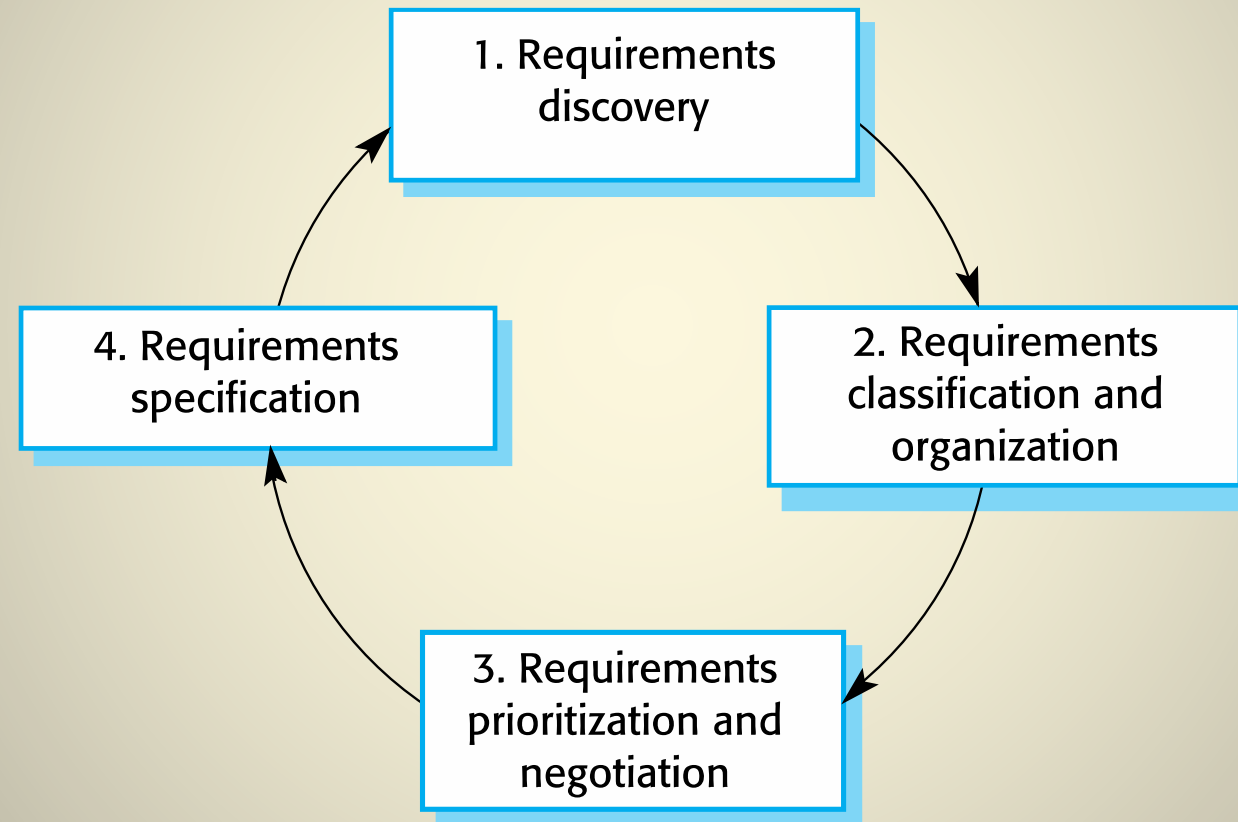 1. Requirements
discovery
2. Requirements
classification and
organization
3. Requirements
prioritization and
negotiation
4. Requirements
specification